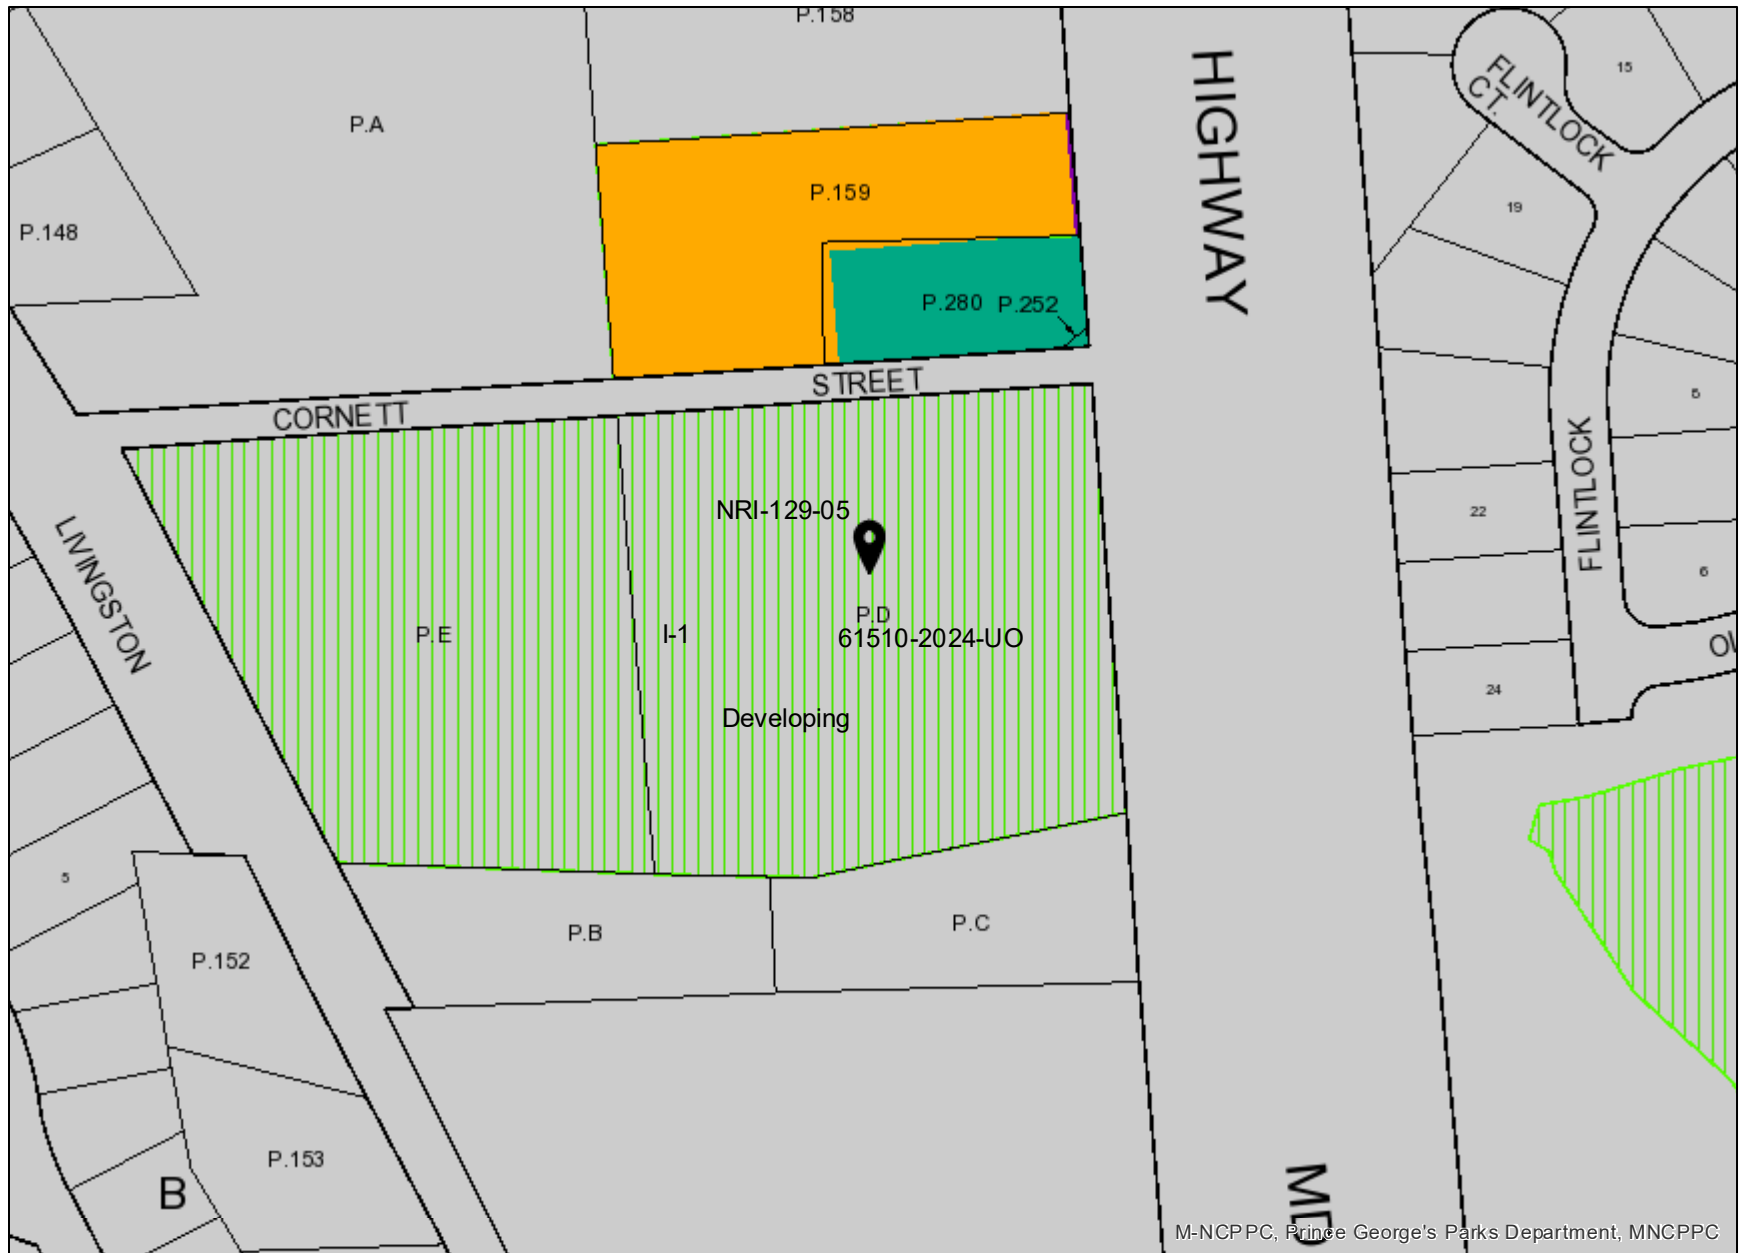 P.158
HIGHWAY
FLINTLOCK
CT.
15
P.A
P.159
19
P.148
P.280 P.252
STREET
CORNETT
5
FLINTLOCK
NRI-129-05
22
LIVINGSTON
6
P.D
P.E
I-1
61510-2024-UO
24
Developing
5
P.B
P.C
P.152
P.153
B
MD
M-NCPPC, Prince George's Parks Department, MNCPPC